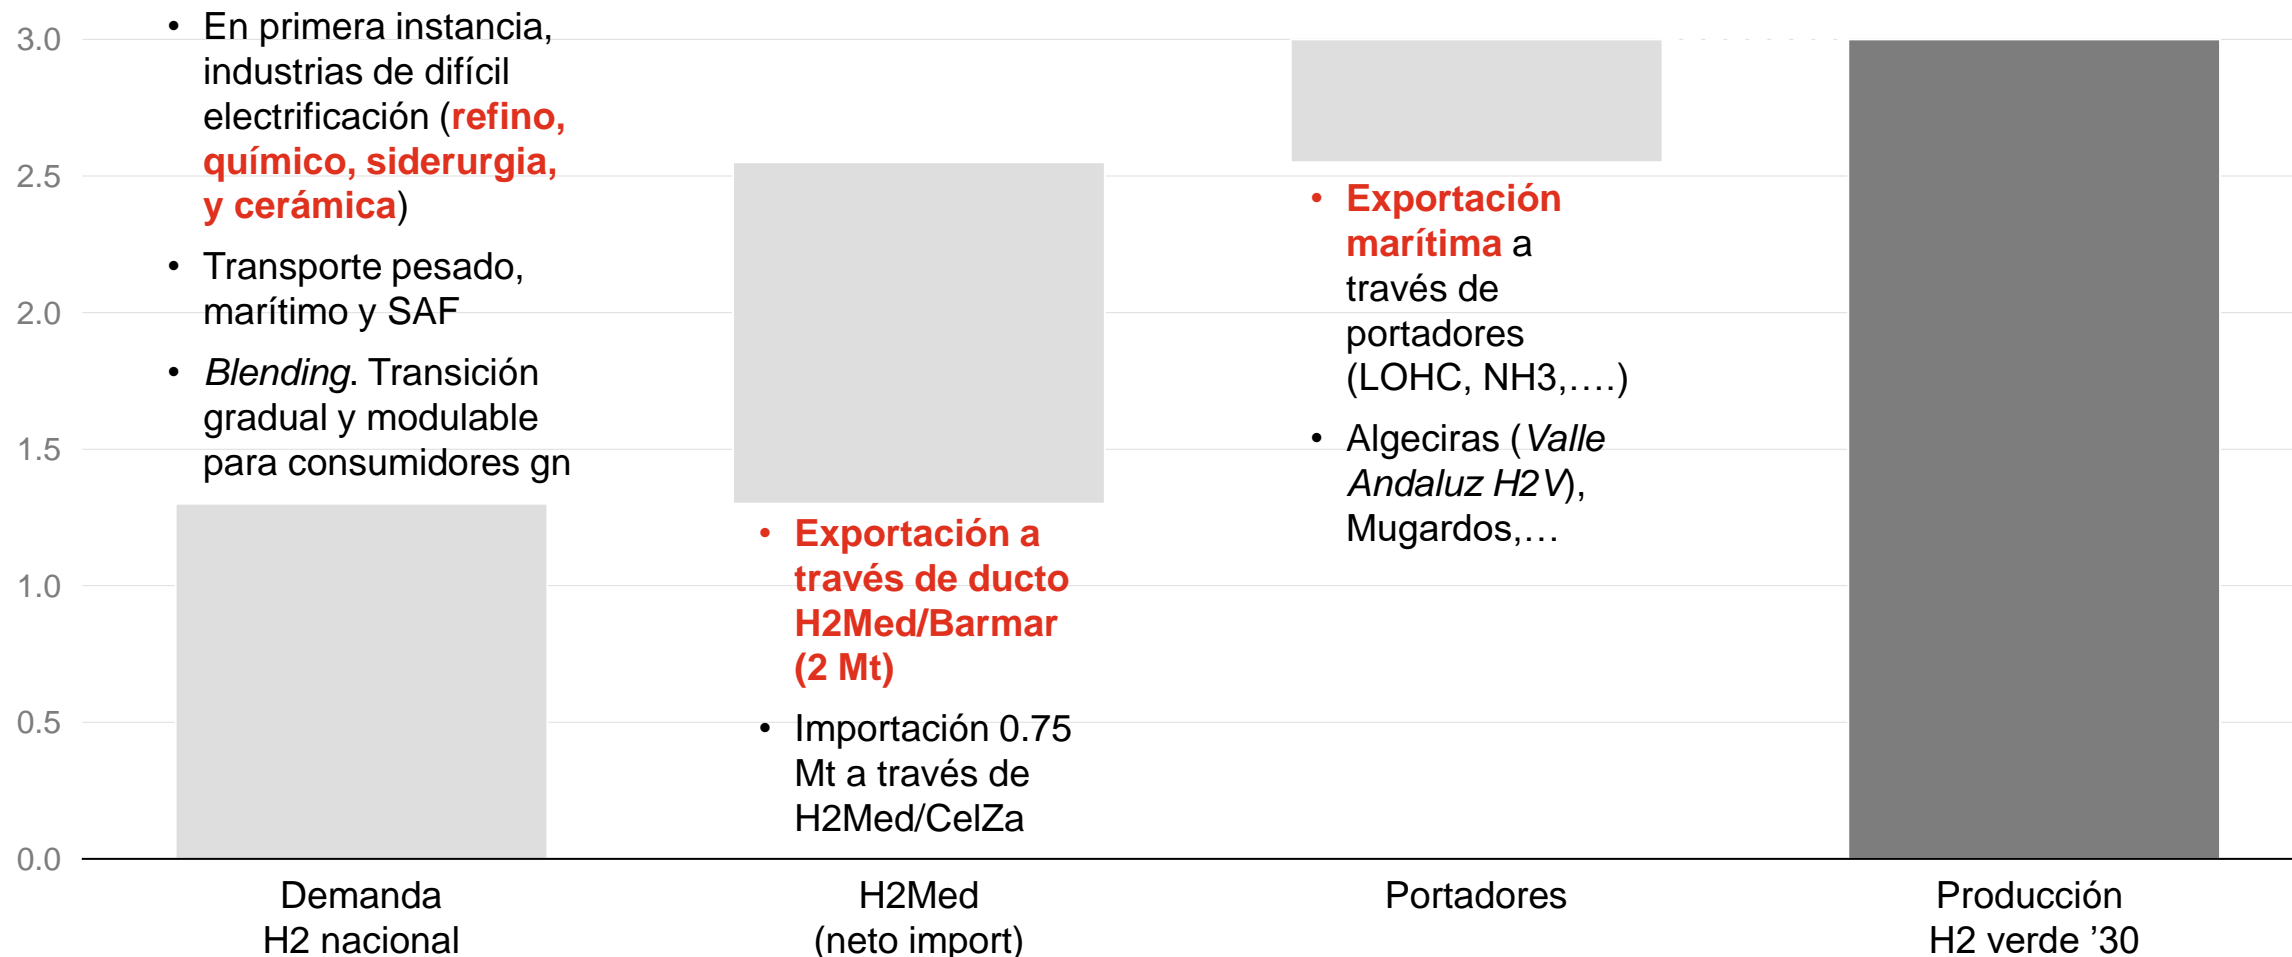 3.0
2.5
2.0
1.5
1.0
0.5
0.0
• En primera instancia,
industrias de difícil
electrificación (refino,
químico, siderurgia,
y cerámica)
• Transporte pesado,
marítimo y SAF
• Blending. Transición
gradual y modulable
para consumidores gn
• Exportación a
través de ducto
H2Med/Barmar
(2 Mt)
• Importación 0.75
Mt a través de
H2Med/CelZa
• Exportación
marítima a
través de
portadores
(LOHC, NH3,….)
• Algeciras (Valle
Andaluz H2V),
Mugardos,…
Demanda
H2 nacional
H2Med
(neto import)
Portadores
Producción
H2 verde ’30